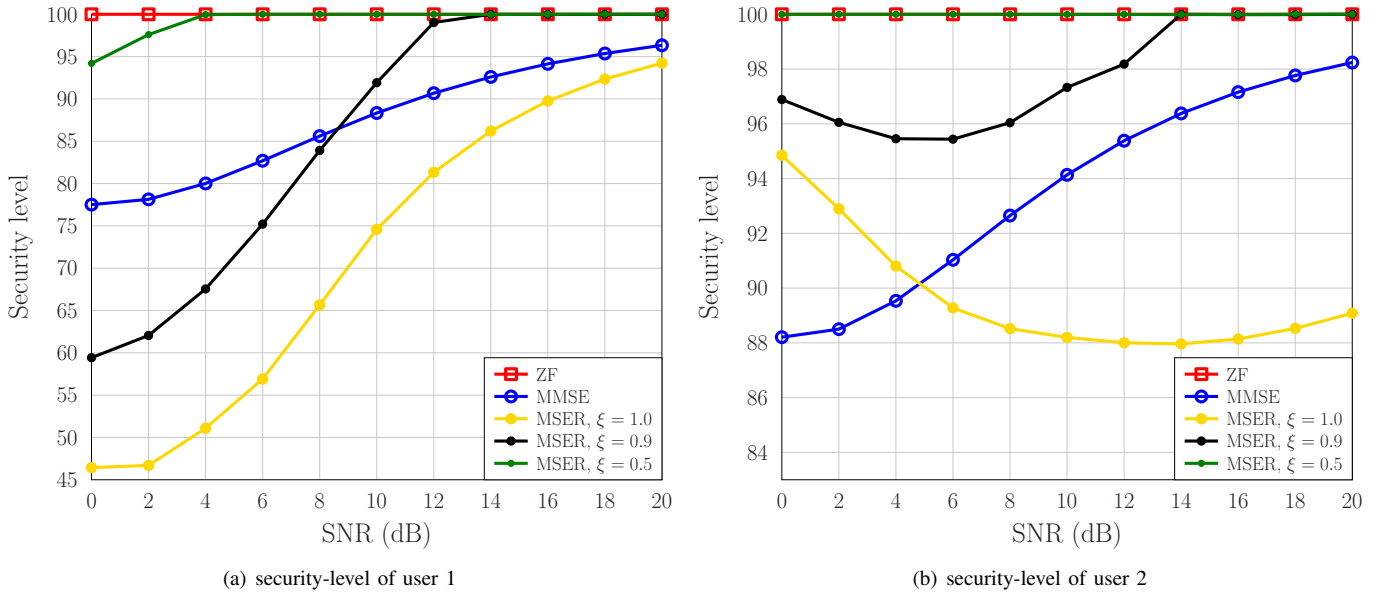 100
95
90
85
80
75
70
65
60
55
50
45
Security level
0 2 4 6 8 10 12 14 16 18 20
SNR (dB)
ZF
MMSE
MSER, ξ = 1.0
MSER, ξ = 0.9
MSER, ξ = 0.5
(a) security-level of user 1
100
98
96
94
92
90
88
86
84
Security level
0 2 4 6 8 10 12 14 16 18 20
SNR (dB)
ZF
MMSE
MSER, ξ = 1.0
MSER, ξ = 0.9
MSER, ξ = 0.5
(b) security-level of user 2